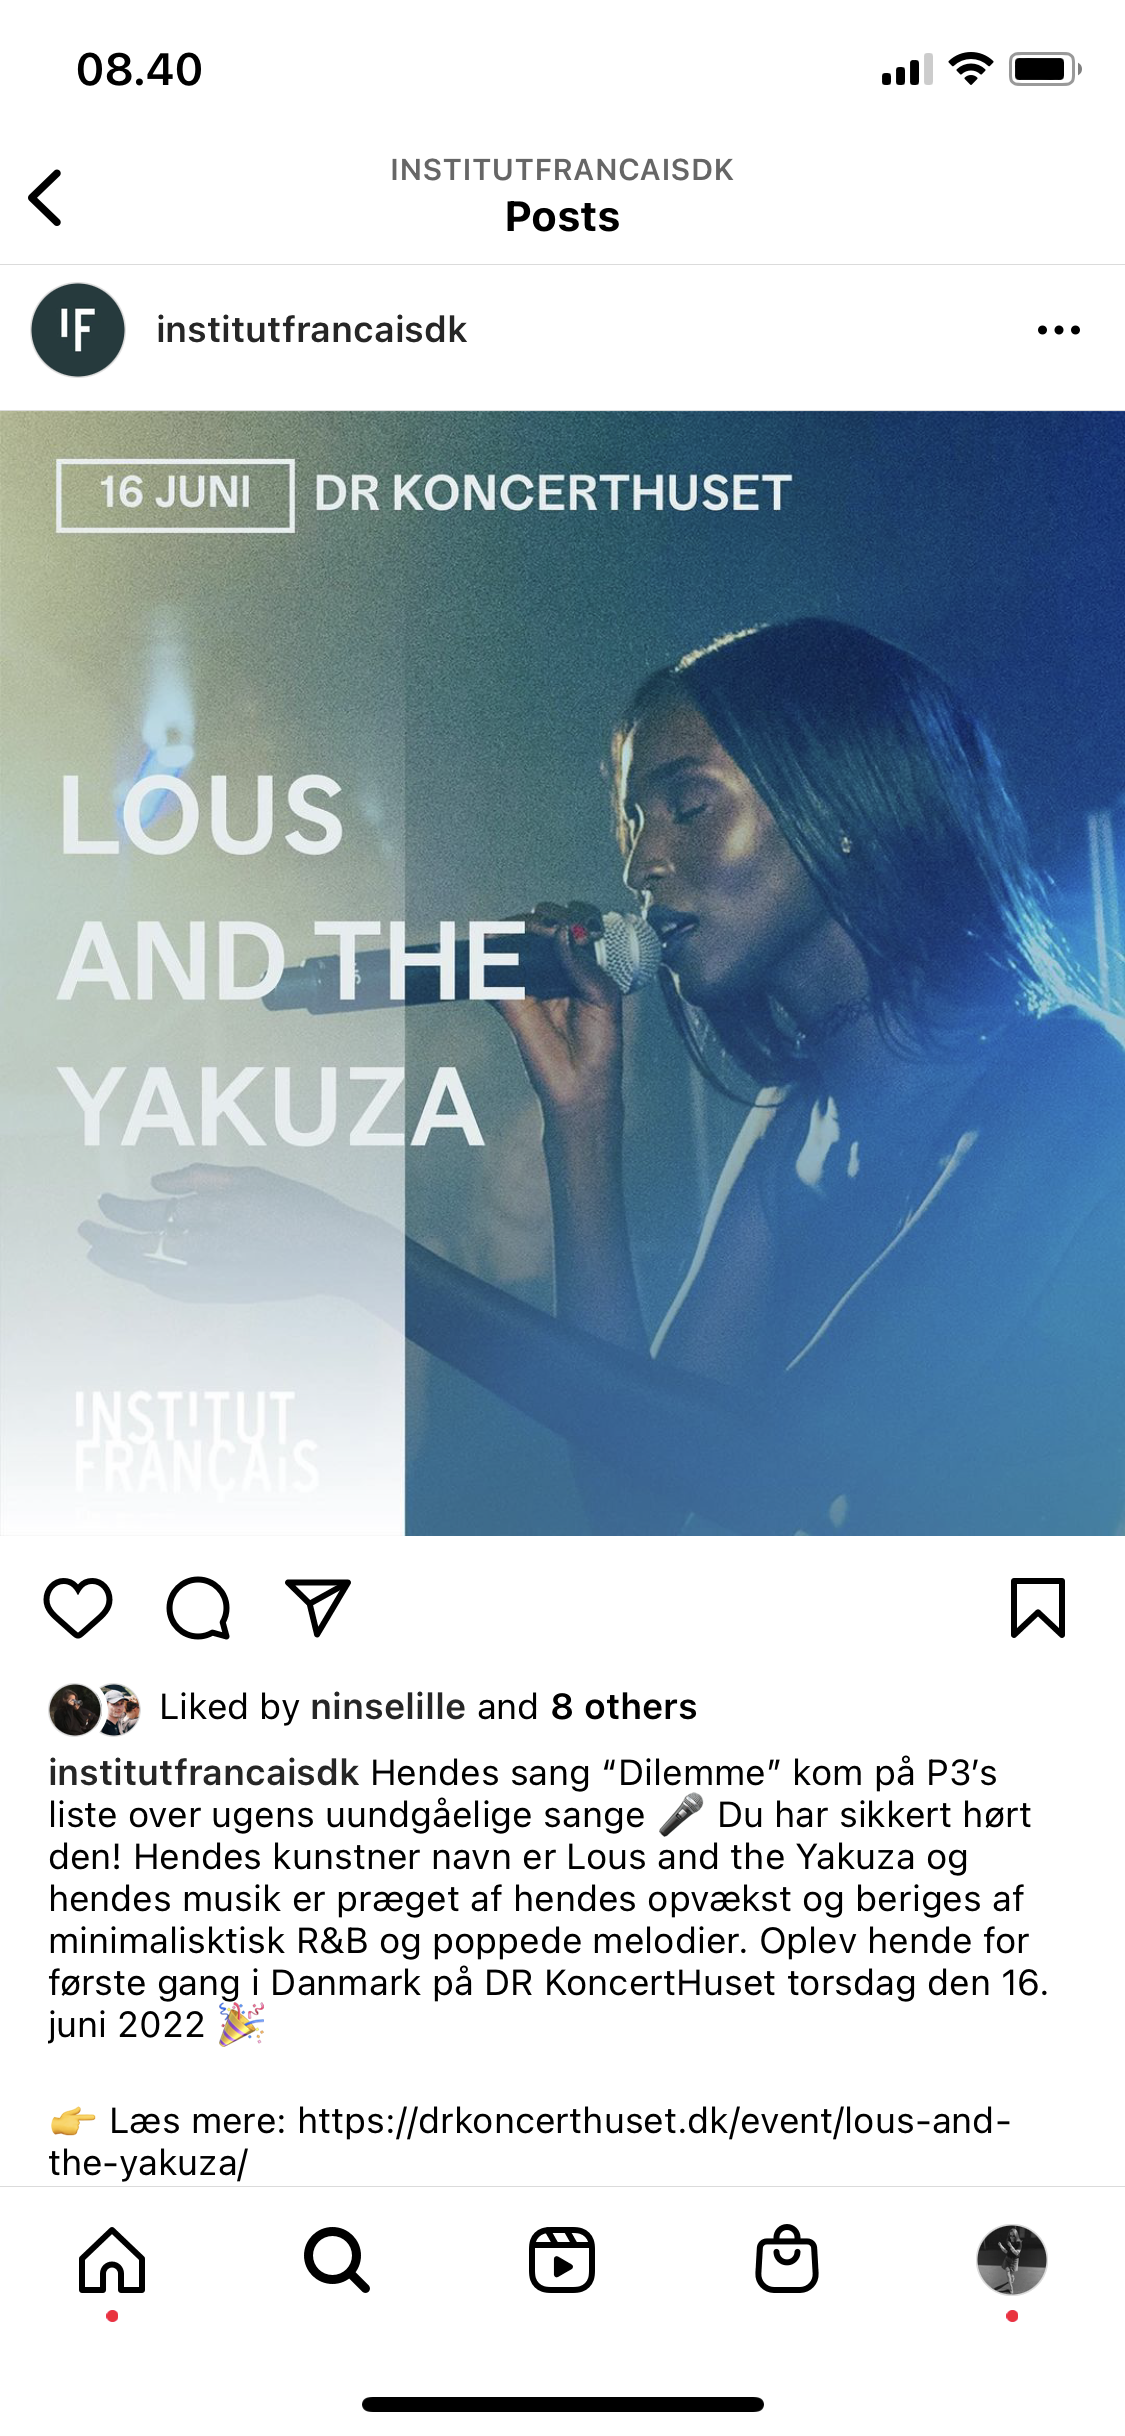 08.40
INSTITUTFRANCAISDK
Posts
IF
institutfrancaisdk
16 JUNI DR KONCERTHUSET
LOUS
AND THE
YAKUZA
INSTITUT
FRANÇAIS
Liked by ninselille and 8 others
institutfrancaisdk Hendes sang “Dilemme” kom på P3’s
liste over ugens uundgåelige sange 🎤 Du har sikkert hørt
den! Hendes kunstner navn er Lous and the Yakuza og
hendes musik er præget af hendes opvækst og beriges af
minimalisktisk R&B og poppede melodier. Oplev hende for
første gang i Danmark på DR KoncertHuset torsdag den 16.
juni 2022 🎉
👉 Læs mere: https://drkoncerthuset.dk/event/lous-and-
the-yakuza/